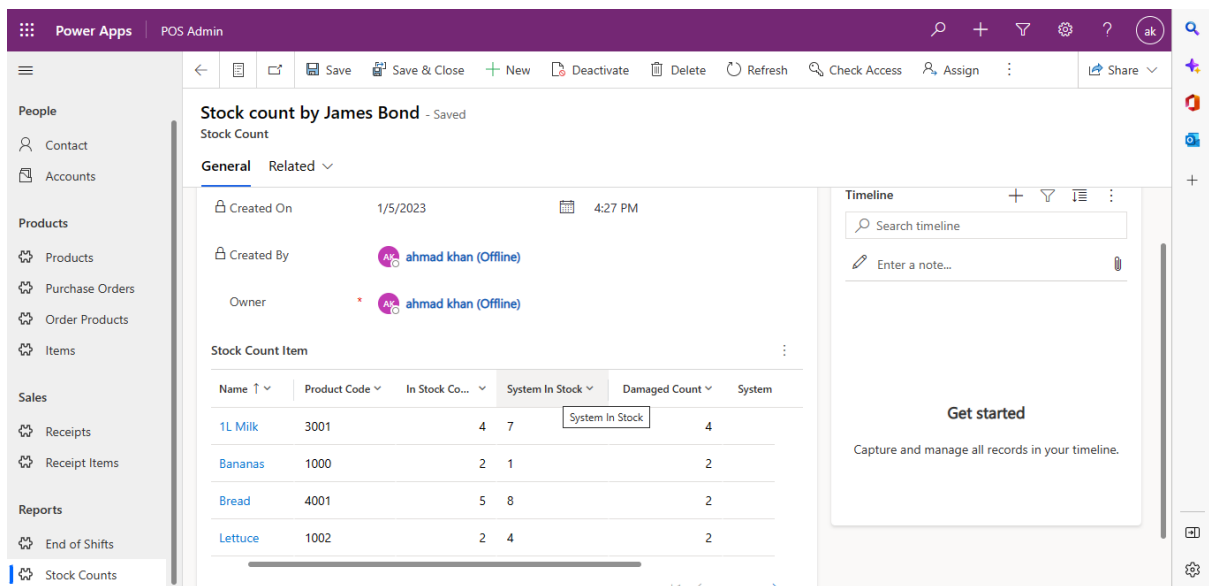 Power Apps POS Admin ? ak
Save Save & Close New Deactivate Delete Refresh Check Access Assign Share
People
Contact
Accounts
Products
Products
Purchase Orders
Order Products
Items
Sales
Receipts
Receipt Items
Reports
End of Shifts
Stock Counts
Stock count by James Bond - Saved
Stock Count
General Related
Created On 1/5/2023 4:27 PM
Created By AK ahmad khan (Offline)
Owner * AK ahmad khan (Offline)
Stock Count Item
Name ↑ Product Code In Stock Co... System In Stock Damaged Count System
System In Stock
1L Milk 3001 4 7 4
Bananas 1000 2 1 2
Bread 4001 5 8 2
Lettuce 1002 2 4 2
Timeline
Search timeline
Enter a note...
Get started
Capture and manage all records in your timeline.